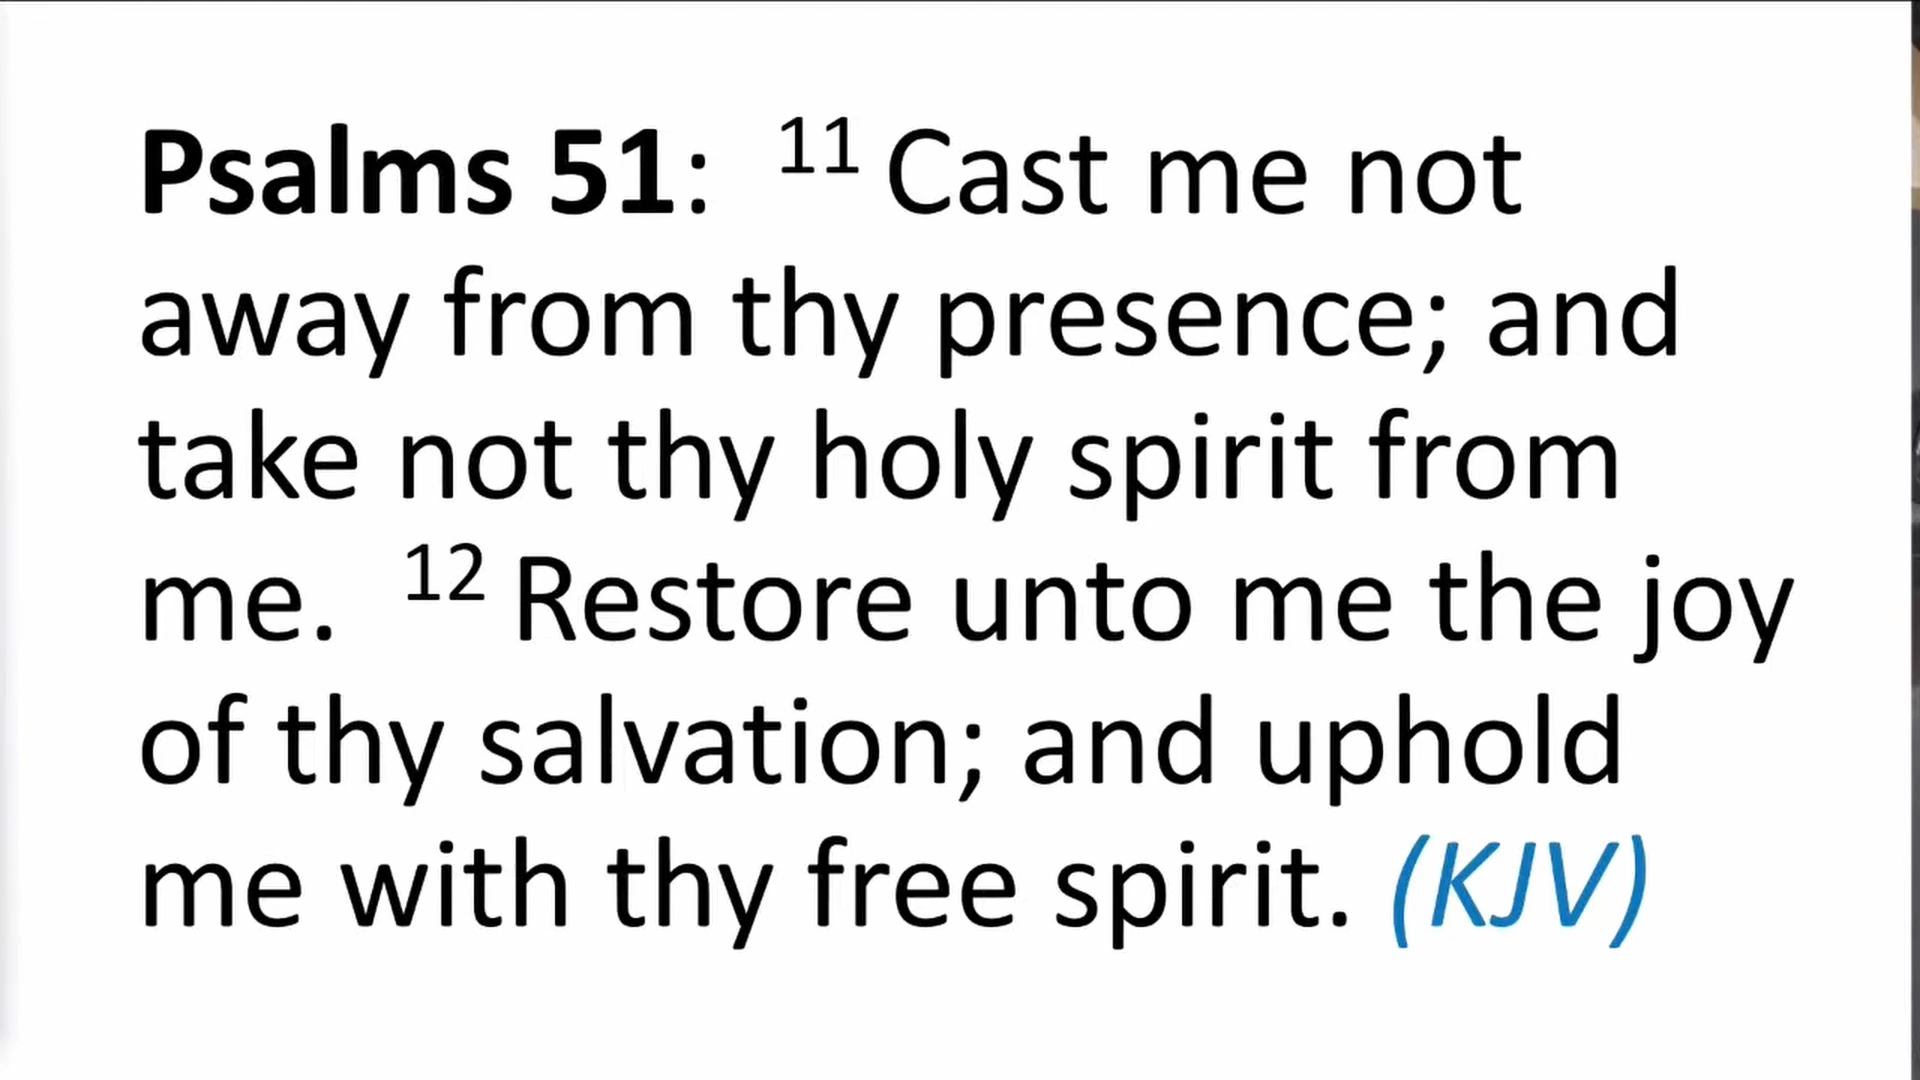 Psalms 51: 11 Cast me not
away from thy presence; and
take not thy holy spirit from
me. 12 Restore unto me the joy
of thy salvation; and uphold
me with thy free spirit. (KJV)